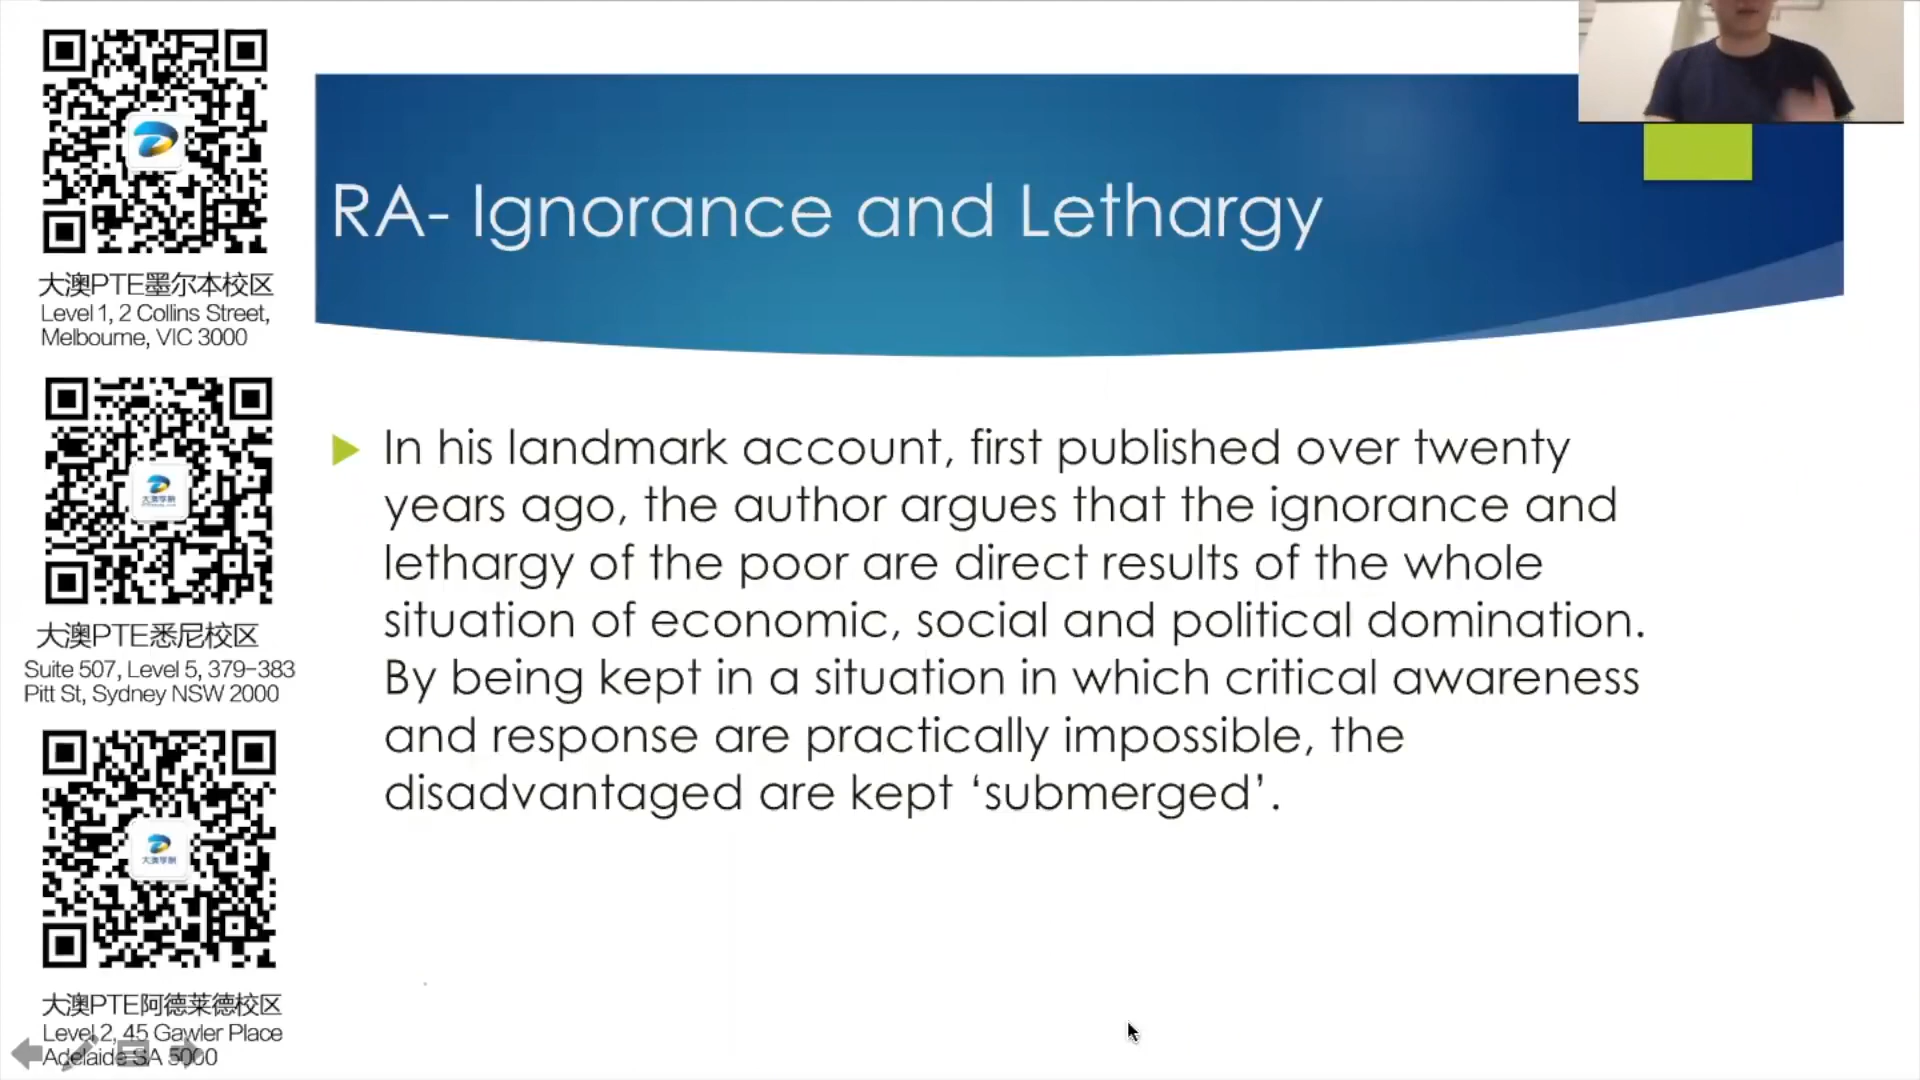 大澳PTE墨尔本校区
Level 1, 2 Collins Street,
Melbourne, VIC 3000
大澳PTE悉尼校区
Suite 507, Level 5, 379-383
Pitt St, Sydney NSW 2000
大澳PTE阿德莱德校区
Level 2, 45 Gawler Place
Adelaide SA 5000
RA- Ignorance and Lethargy
In his landmark account, first published over twenty
years ago, the author argues that the ignorance and
lethargy of the poor are direct results of the whole
situation of economic, social and political domination.
By being kept in a situation in which critical awareness
and response are practically impossible, the
disadvantaged are kept ‘submerged’.